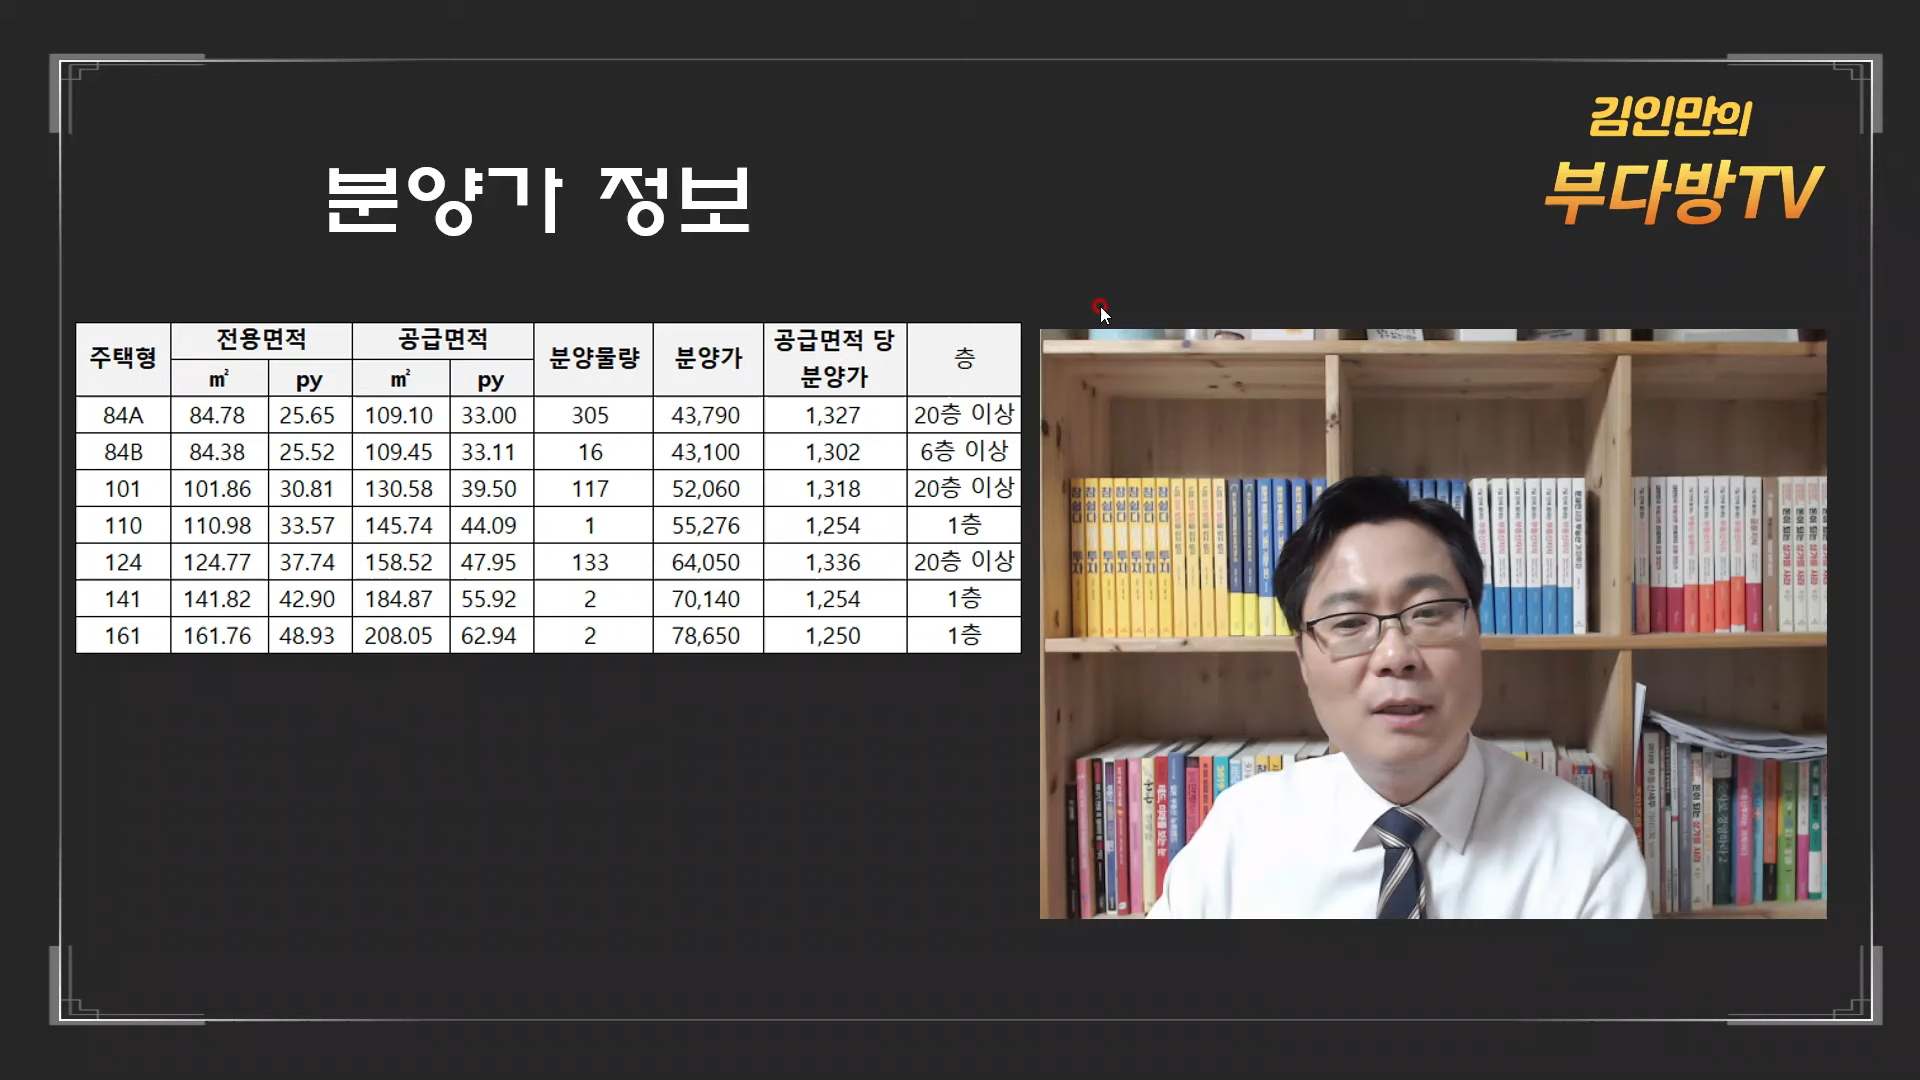 김인만의
부다방TV
분양가 정보
주택형 전용면적 공급면적 분양물량 분양가 공급면적 당 분양가 층
㎡ py ㎡ py
84A 84.78 25.65 109.10 33.00 305 43,790 1,327 20층 이상
84B 84.38 25.52 109.45 33.11 16 43,100 1,302 6층 이상
101 101.86 30.81 130.58 39.50 117 52,060 1,318 20층 이상
110 110.98 33.57 145.74 44.09 1 55,276 1,254 1층
124 124.77 37.74 158.52 47.95 133 64,050 1,336 20층 이상
141 141.82 42.90 184.87 55.92 2 70,140 1,254 1층
161 161.76 48.93 208.05 62.94 2 78,650 1,250 1층